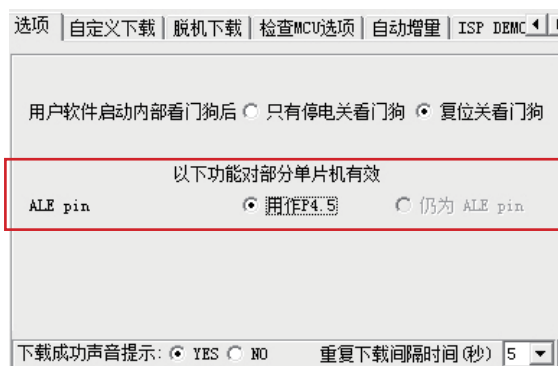 选项 自定义下载 脱机下载 检查MCU选项 自动增量 ISP DEMO
用户软件启动内部看门狗后 只有停电关看门狗 复位关看门狗
以下功能对部分单片机有效
ALE pin 用作P4.5 仍为 ALE pin
下载成功声音提示: YES NO 重复下载间隔时间(秒) 5